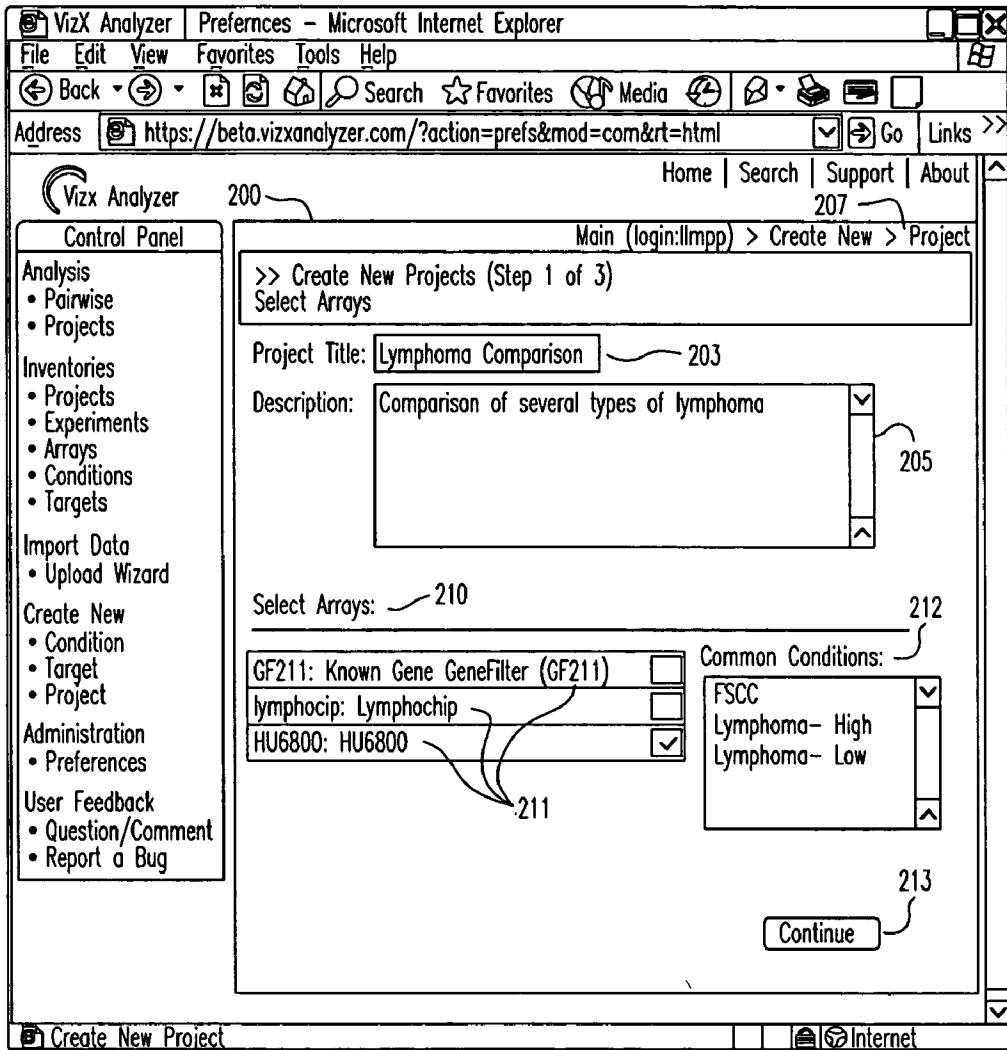 VizX Analyzer | Prefernces – Microsoft Internet Explorer
File Edit View Favorites Tools Help
Back Search Favorites Media
Address https://beta.vizxanalyzer.com/?action=prefs&mod=com&rt=html Go Links >>
Home | Search | Support | About
Vizx Analyzer
200
207
Main (login:llmpp) > Create New > Project
Control Panel
Analysis
• Pairwise
• Projects
Inventories
• Projects
• Experiments
• Arrays
• Conditions
• Targets
Import Data
• Upload Wizard
Create New
• Condition
• Target
• Project
Administration
• Preferences
User Feedback
• Question/Comment
• Report a Bug
>> Create New Projects (Step 1 of 3)
Select Arrays
Project Title: Lymphoma Comparison 203
Description: Comparison of several types of lymphoma
205
Select Arrays: 210
212
GF211: Known Gene GeneFilter (GF211)
lymphocip: Lymphochip
HU6800: HU6800
211
Common Conditions:
FSCC
Lymphoma– High
Lymphoma– Low
213
Continue
Create New Project Internet